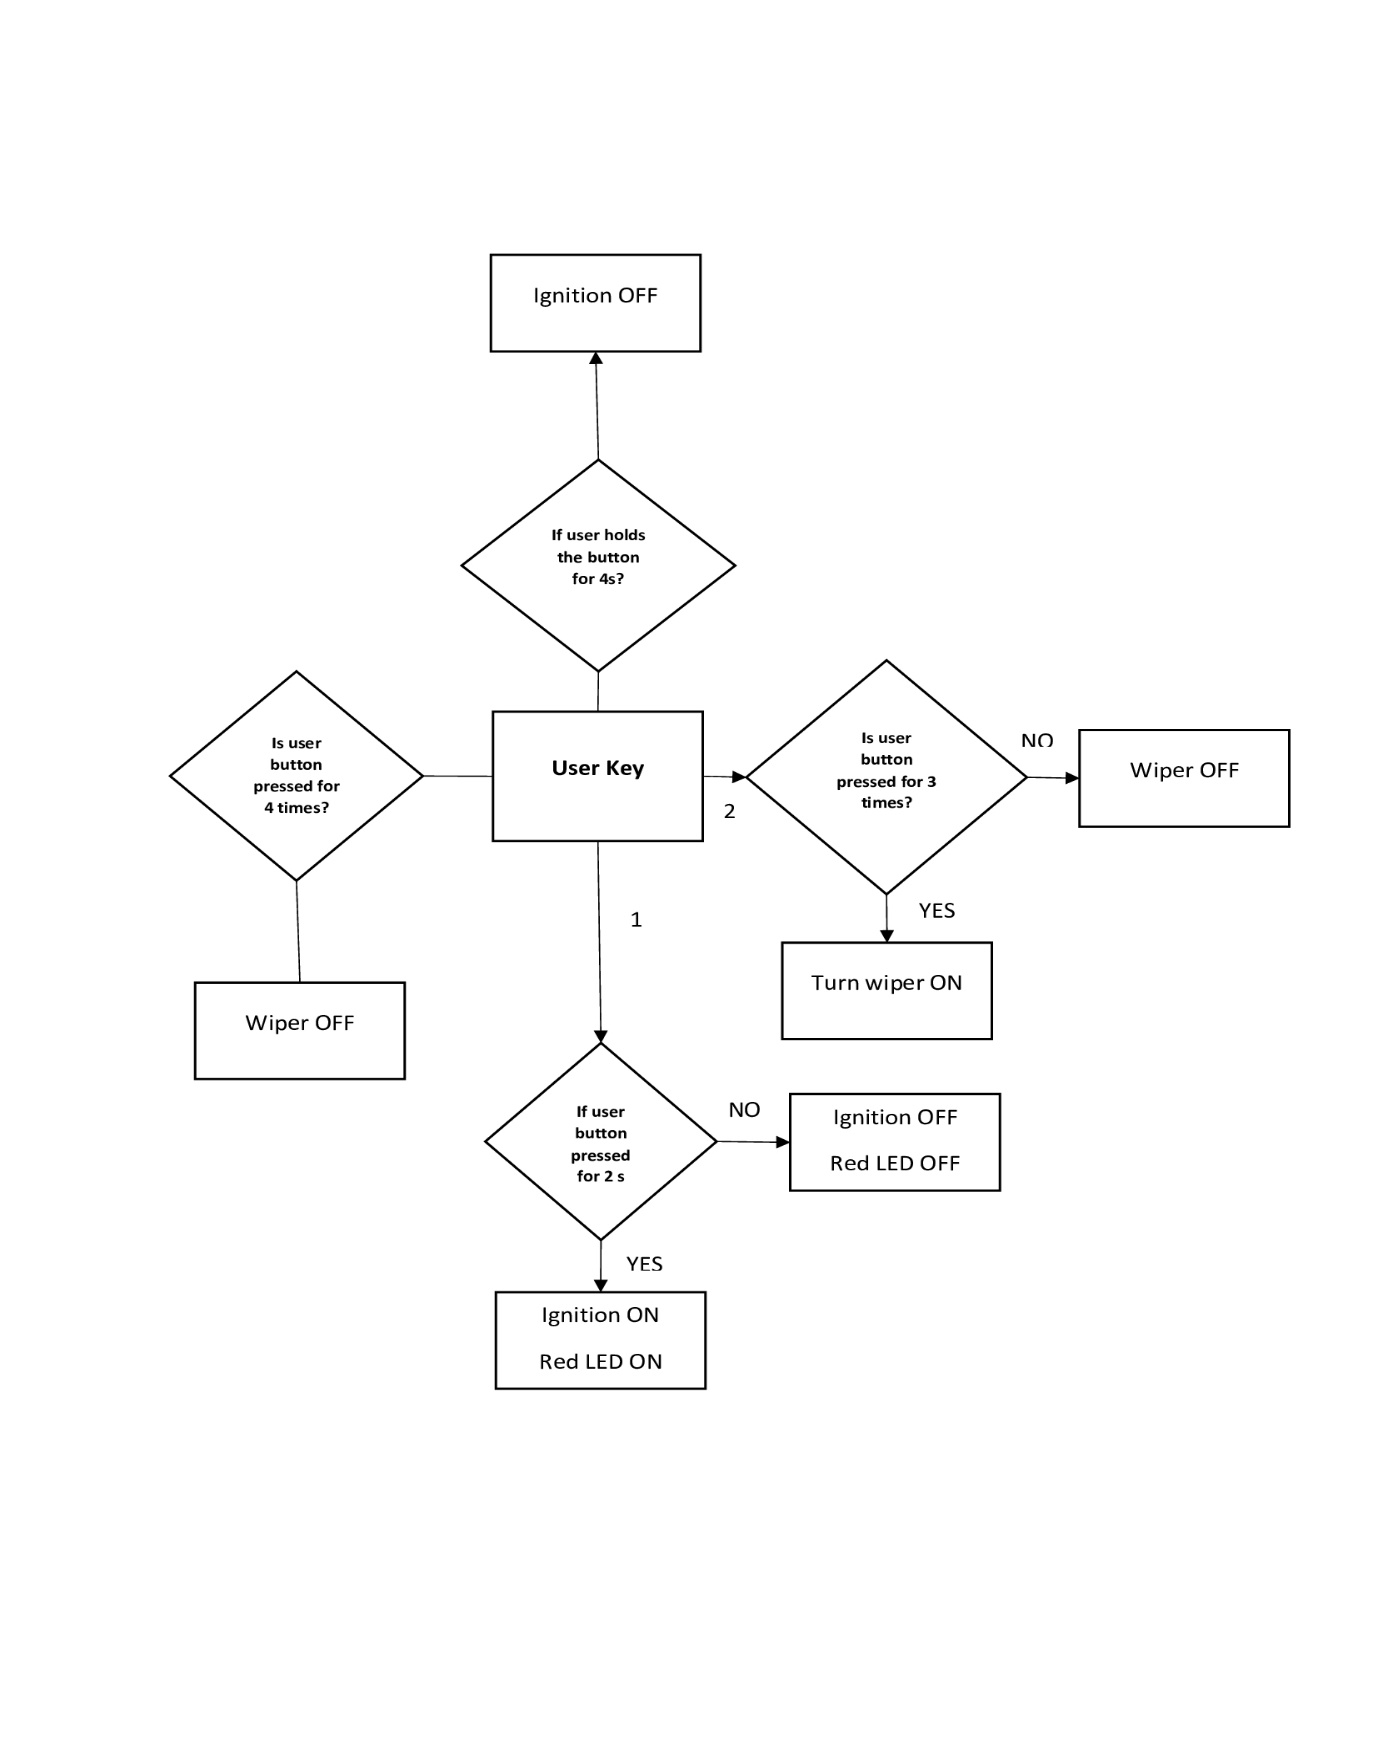 Ignition OFF
If user holds
the button
for 4s?
Is user
button
pressed for
4 times?
User Key
2
Is user
button
pressed for 3
times?
NO
Wiper OFF
YES
Turn wiper ON
1
Wiper OFF
If user
button
pressed
for 2 s
NO
Ignition OFF
Red LED OFF
YES
Ignition ON
Red LED ON